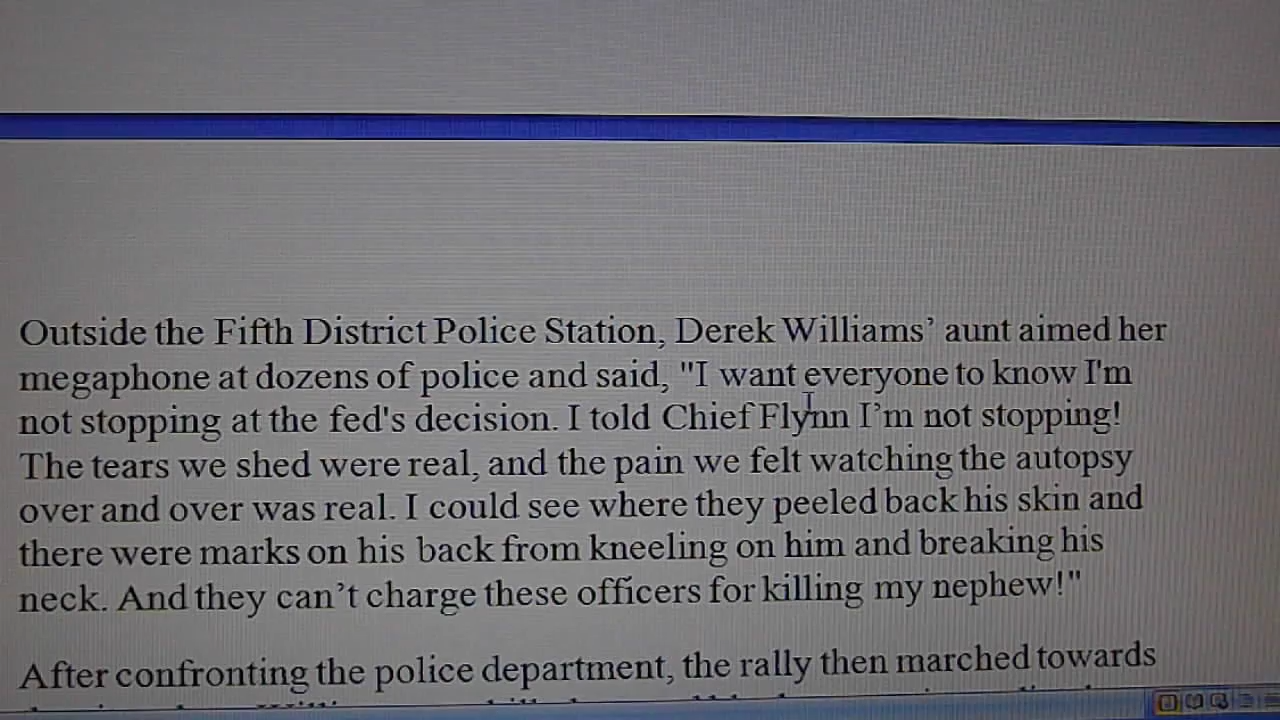 Outside the Fifth District Police Station, Derek Williams’ aunt aimed her
megaphone at dozens of police and said, "I want everyone to know I'm
not stopping at the fed's decision. I told Chief Flynn I’m not stopping!
The tears we shed were real, and the pain we felt watching the autopsy
over and over was real. I could see where they peeled back his skin and
there were marks on his back from kneeling on him and breaking his
neck. And they can’t charge these officers for killing my nephew!"
After confronting the police department, the rally then marched towards